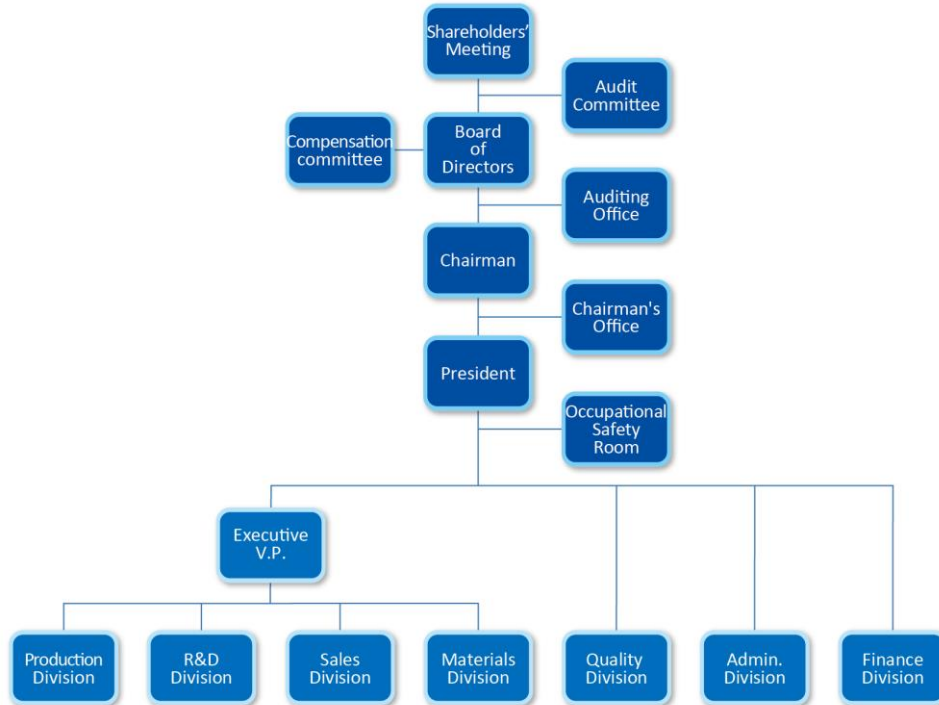 Shareholders'
Meeting
Audit
Committee
Compensation
committee
Board
of
Directors
Auditing
Office
Chairman
Chairman's
Office
President
Occupational
Safety
Room
Executive
V.P.
Production
Division
R&D
Division
Sales
Division
Materials
Division
Quality
Division
Admin.
Division
Finance
Division